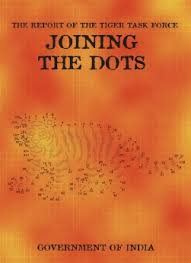 THE REPORT OF THE TIGER TASK FORCE
JOINING
THE DOTS
GOVERNMENT OF INDIA